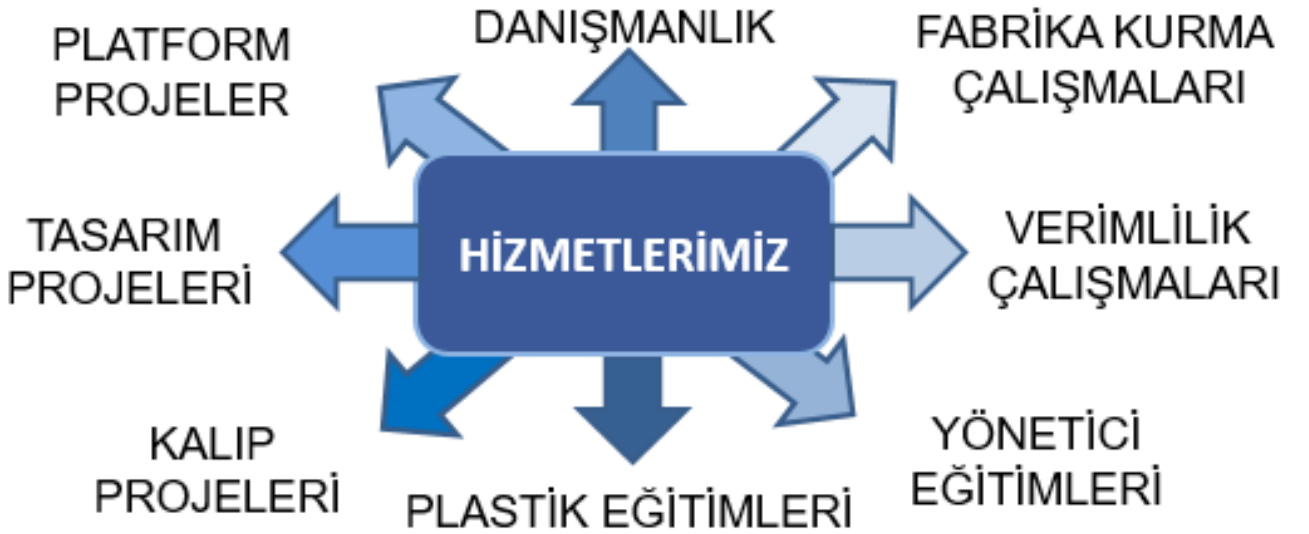 PLATFORM
PROJELER
DANIŞMANLIK
FABRİKA KURMA
ÇALIŞMALARI
TASARIM
PROJELERİ
HİZMETLERİMİZ
VERİMLİLİK
ÇALIŞMALARI
KALIP
PROJELERİ
PLASTİK EĞİTİMLERİ
YÖNETİCİ
EĞİTİMLERİ